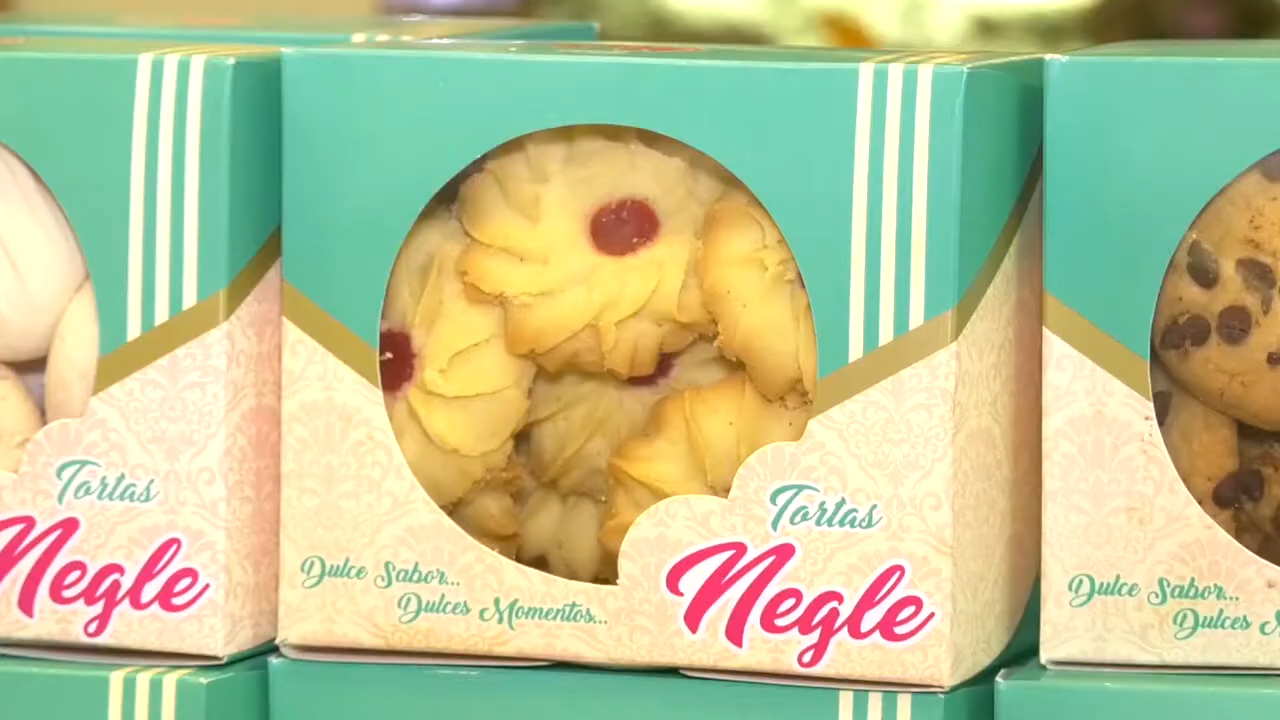 Tortas
Negle
Tortas
Negle
Dulce Sabor...
Dulces Momentos...
Dulce Sabor...
Dulces